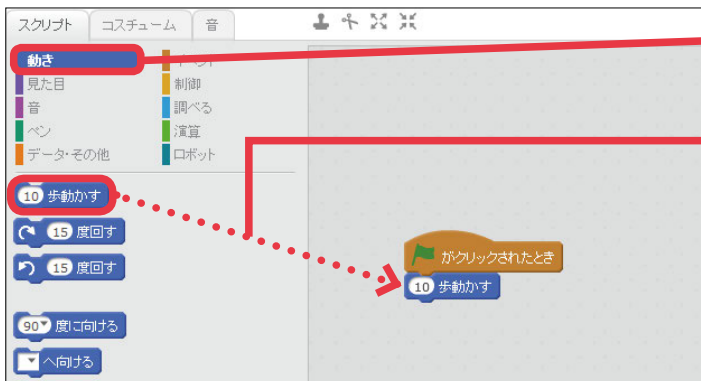 スクリプト コスチューム 音
動き
見た目 制御
音 調べる
ペン 演算
データ・その他 ロボット
10 歩動かす
15 度回す
15 度回す
90 度に向ける
へ向ける
がクリックされたとき
10 歩動かす